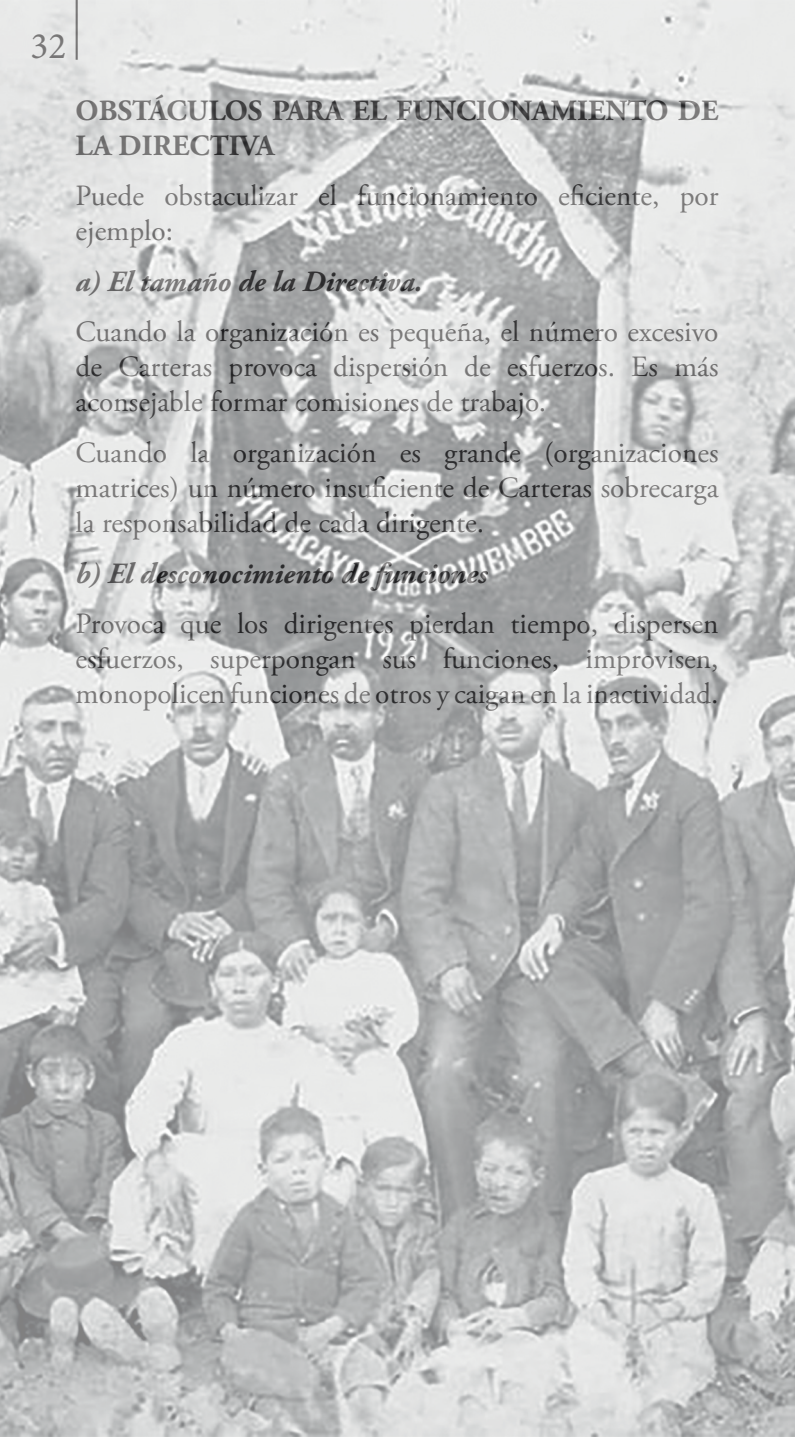 32
OBSTÁCULOS PARA EL FUNCIONAMIENTO DE
LA DIRECTIVA
Puede obstaculizar el funcionamiento eficiente, por
ejemplo:
a) El tamaño de la Directiva.
Cuando la organización es pequeña, el número excesivo
de Carteras provoca dispersión de esfuerzos. Es más
aconsejable formar comisiones de trabajo.
Cuando la organización es grande (organizaciones
matrices) un número insuficiente de Carteras sobrecarga
la responsabilidad de cada dirigente.
b) El desconocimiento de funciones
Provoca que los dirigentes pierdan tiempo, dispersen
esfuerzos, superpongan sus funciones, improvisen,
monopolicen funciones de otros y caigan en la inactividad.
Seccion Cancha
NOVIEMBRE